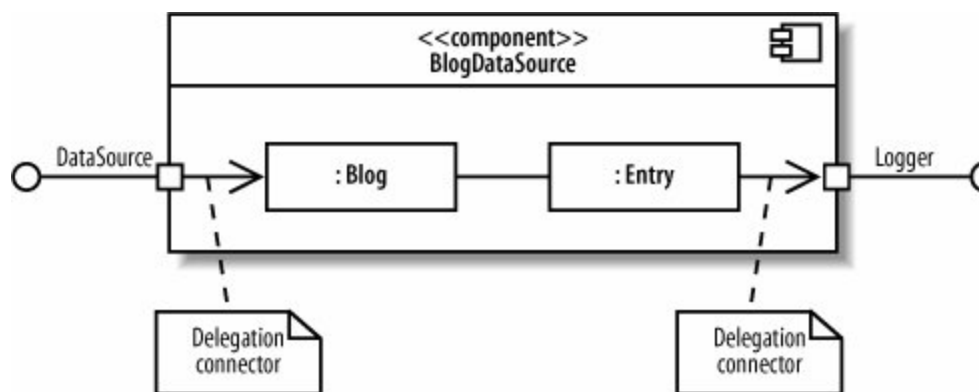 <<component>>
BlogDataSource
DataSource
: Blog
: Entry
Logger
Delegation
connector
Delegation
connector